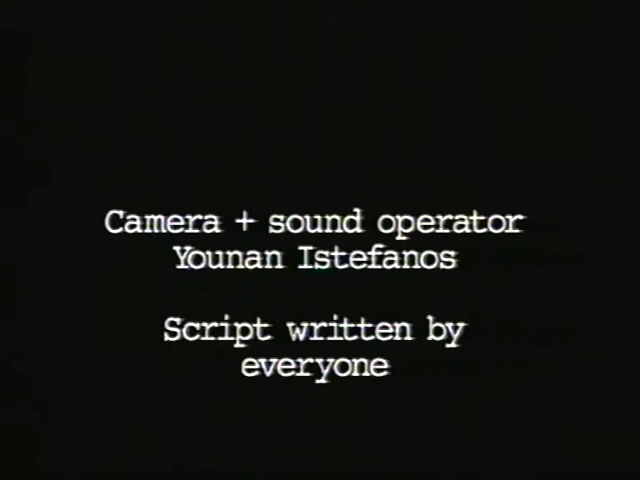 Camera + sound operator
Younan Istefanos
Script written by
everyone